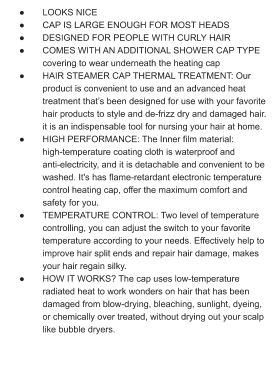 ● LOOKS NICE
● CAP IS LARGE ENOUGH FOR MOST HEADS
● DESIGNED FOR PEOPLE WITH CURLY HAIR
● COMES WITH AN ADDITIONAL SHOWER CAP TYPE
covering to wear underneath the heating cap
● HAIR STEAMER CAP THERMAL TREATMENT: Our
product is convenient to use and an advanced heat
treatment that's been designed for use with your favorite
hair products to style and de-frizz dry and damaged hair.
it is an indispensable tool for nursing your hair at home.
● HIGH PERFORMANCE: The Inner film material:
high-temperature coating cloth is waterproof and
anti-electricity, and it is detachable and convenient to be
washed. It's has flame-retardant electronic temperature
control heating cap, offer the maximum comfort and
safety for you.
● TEMPERATURE CONTROL: Two level of temperature
controlling, you can adjust the switch to your favorite
temperature according to your needs. Effectively help to
improve hair split ends and repair hair damage, makes
your hair regain silky.
● HOW IT WORKS? The cap uses low-temperature
radiated heat to work wonders on hair that has been
damaged from blow-drying, bleaching, sunlight, dyeing,
or chemically over treated, without drying out your scalp
like bubble dryers.